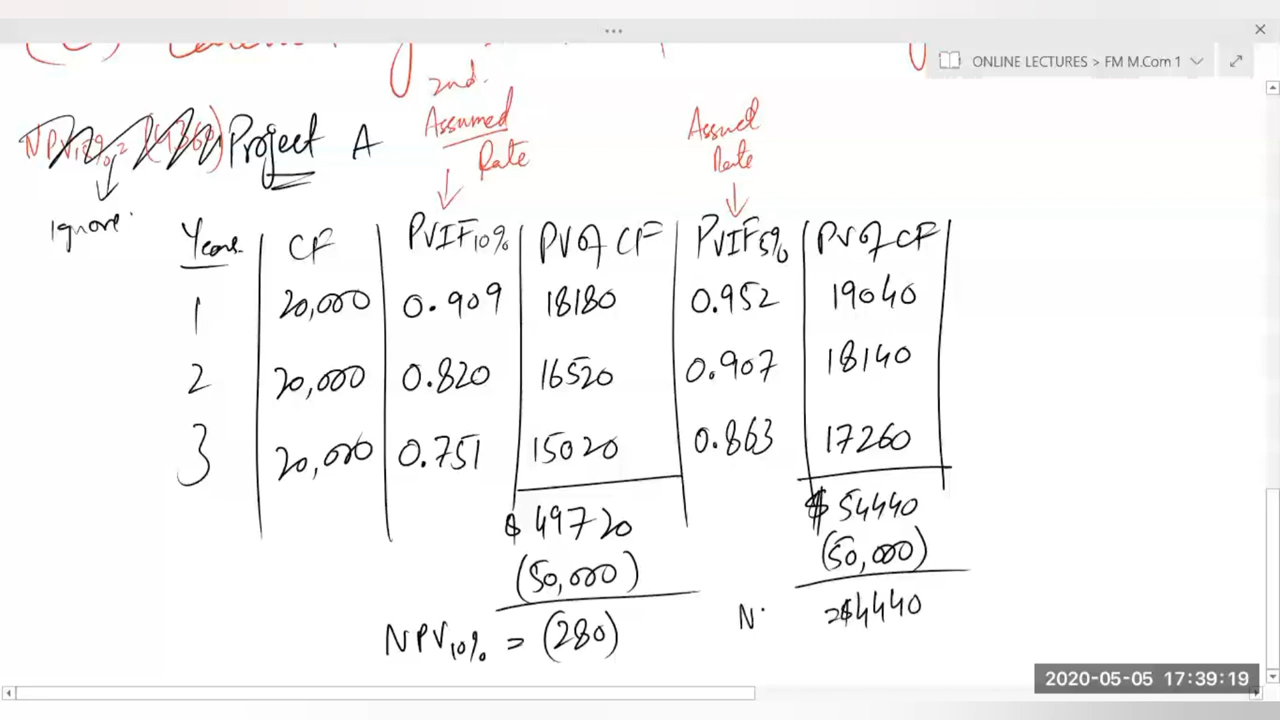 ONLINE LECTURES > FM M.Com 1
2nd.
Assumed
Rate
Assued
Rate
Project A
Ignore
Years | CF | PVIF10% | PV of CF | PVIF5% | PV of CF
1 | 20,000 | 0.909 | 18180 | 0.952 | 19040
2 | 20,000 | 0.820 | 16520 | 0.907 | 18140
3 | 20,000 | 0.751 | 15020 | 0.863 | 17260
$ 49720 $ 54440
(50,000) (50,000)
NPV10% = (280) N = $4440
2020-05-05 17:39:19